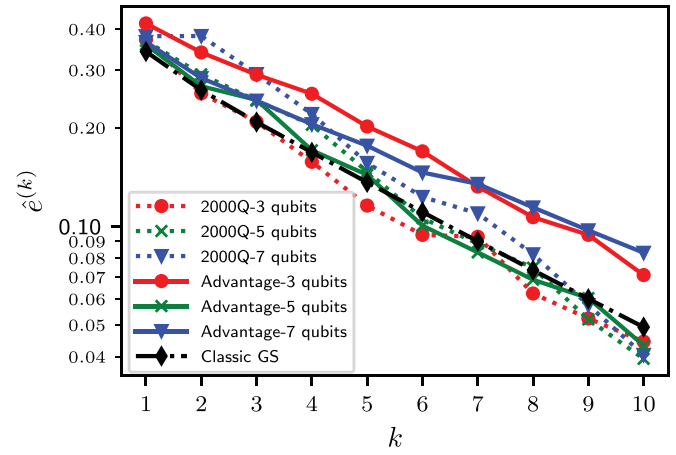 0.40
0.30
0.20
0.10
0.09
0.08
0.07
0.06
0.05
0.04
ê(k)
2000Q-3 qubits
2000Q-5 qubits
2000Q-7 qubits
Advantage-3 qubits
Advantage-5 qubits
Advantage-7 qubits
Classic GS
1 2 3 4 5 6 7 8 9 10
k